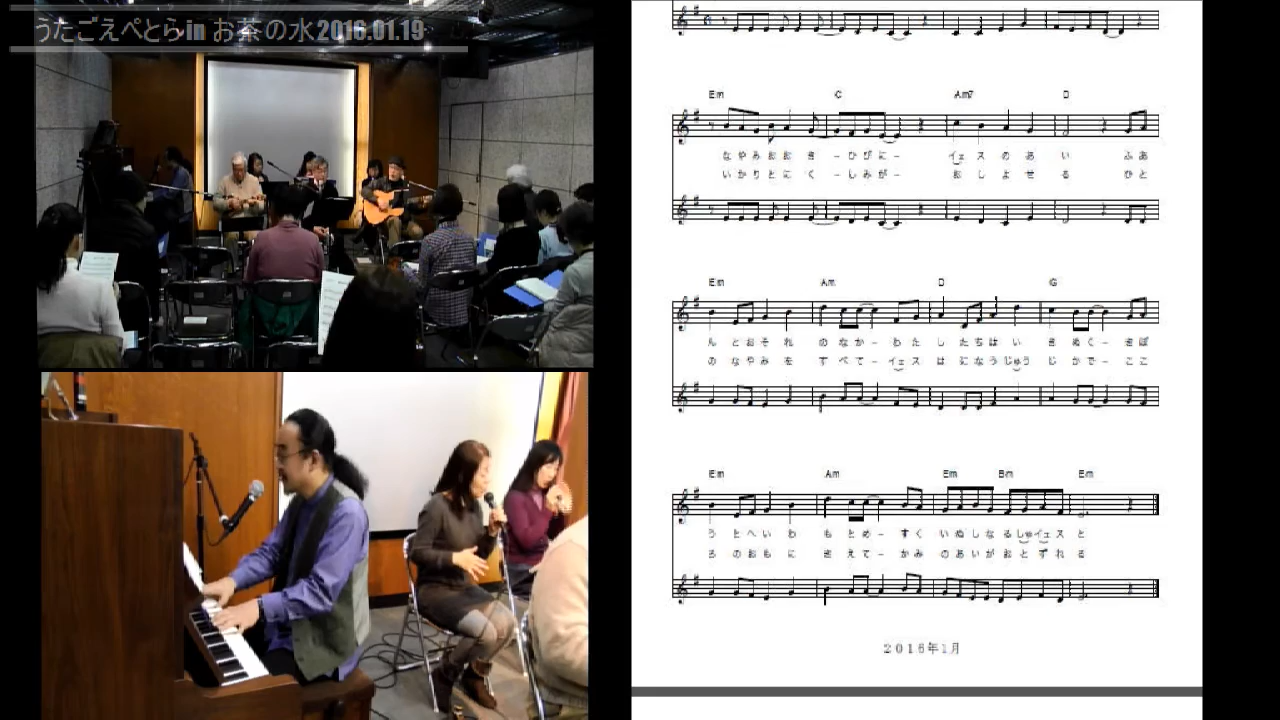 うたごえぺとらin お茶の水2016.01.19
Em C Am7 D
なやみおおき－ひびに－ イェスのあい ふあ
いかりとにく－しみが－ おしよせる ひと
Em Am D G
んとおそれ のなか－わた したちはい きぬく－きぼ
のなやみを すべて－イェス はになうじゅう じかで－ここ
Em Am Em Bm Em
うとへいわ もとめ－すく いぬしなるしゅイェス と
ろのおもに きえて－かみ のあいがおとずれ る
2016年1月